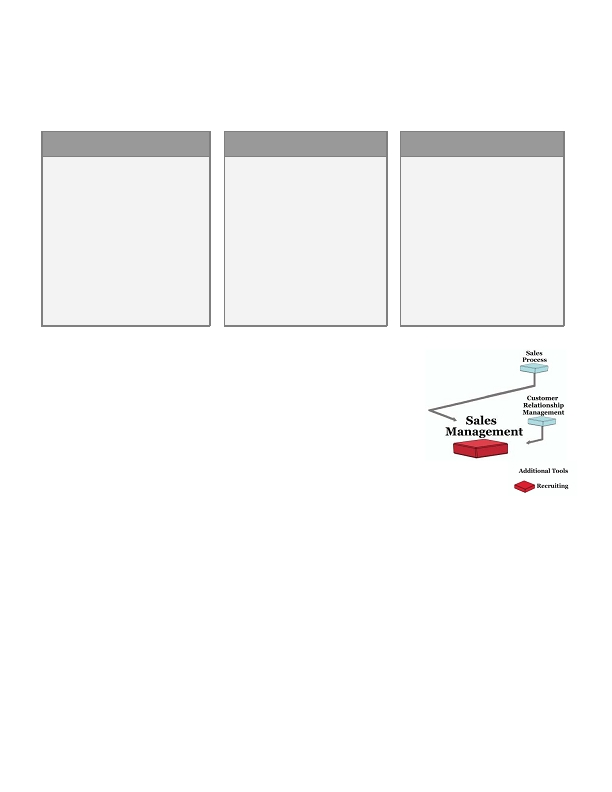 Sales
Process
Customer
Relationship
Management
Sales
Management
Additional Tools
Recruiting